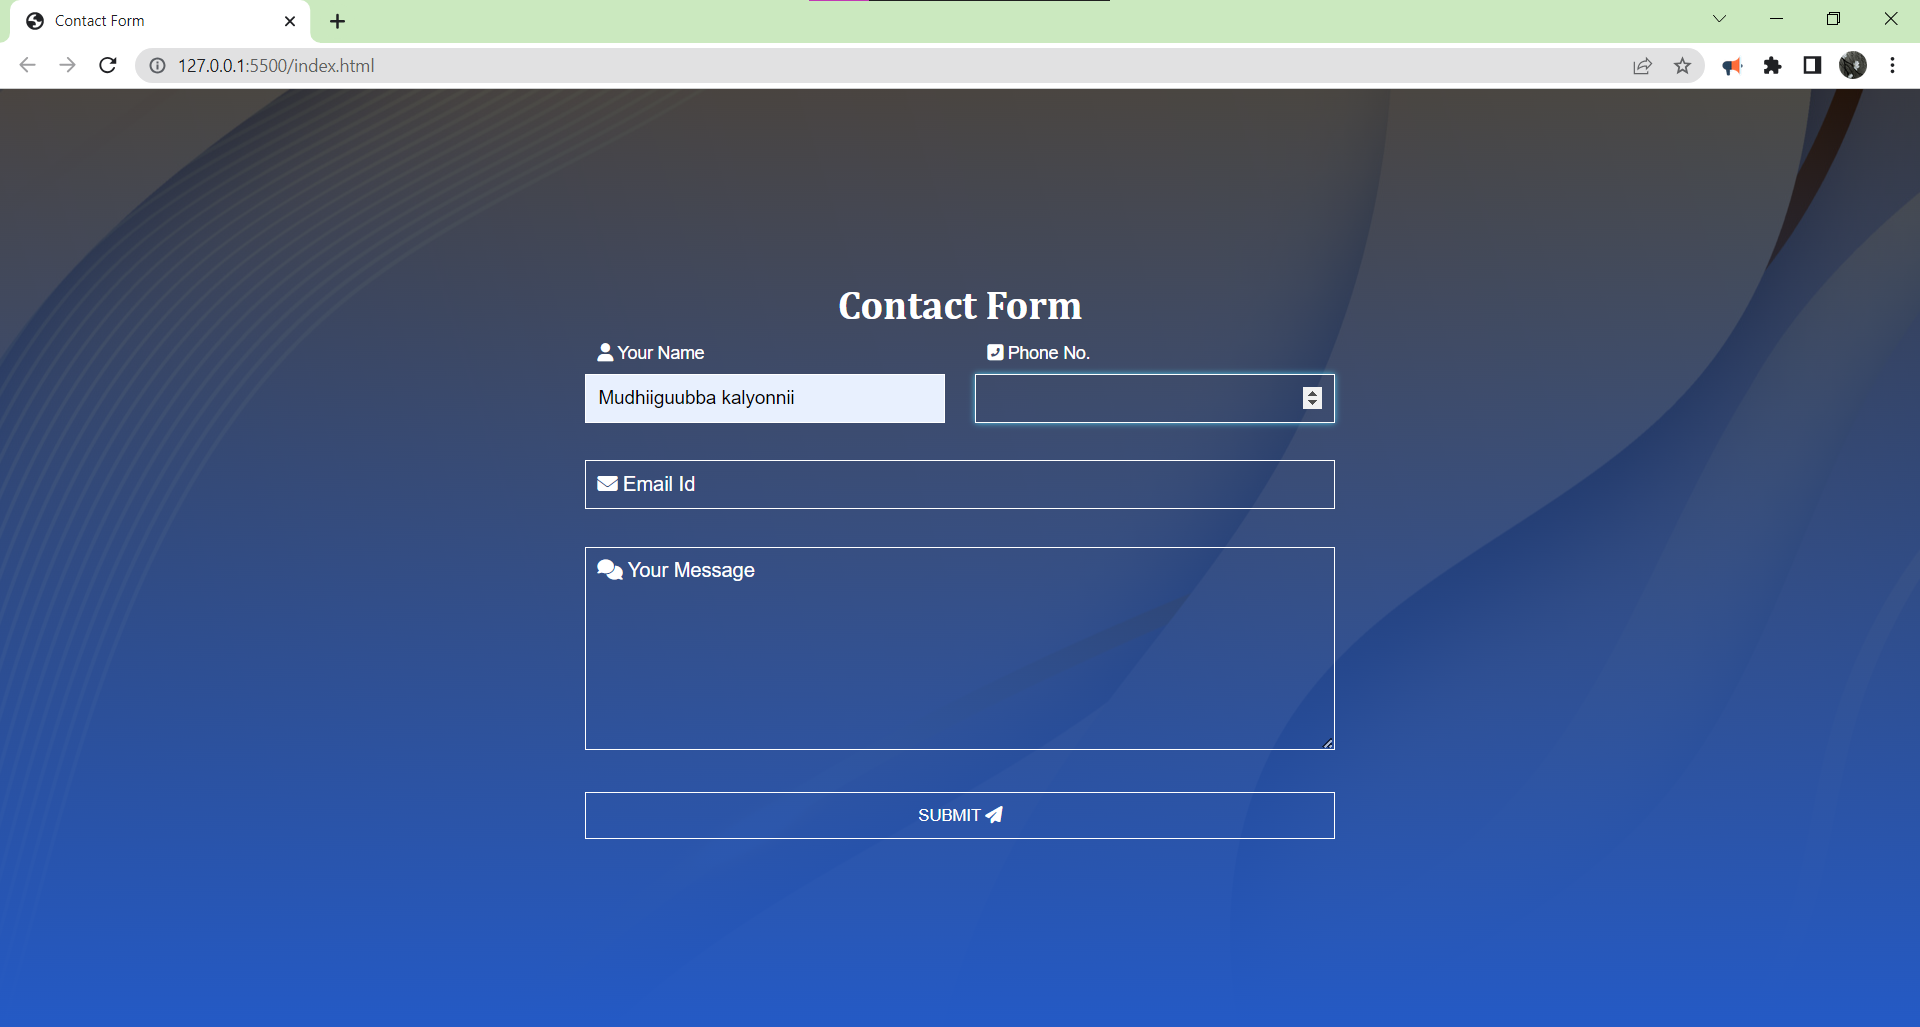 Contact Form
127.0.0.1:5500/index.html
Contact Form
Your Name
Phone No.
Mudhiiguubba kalyonnii
Email Id
Your Message
SUBMIT